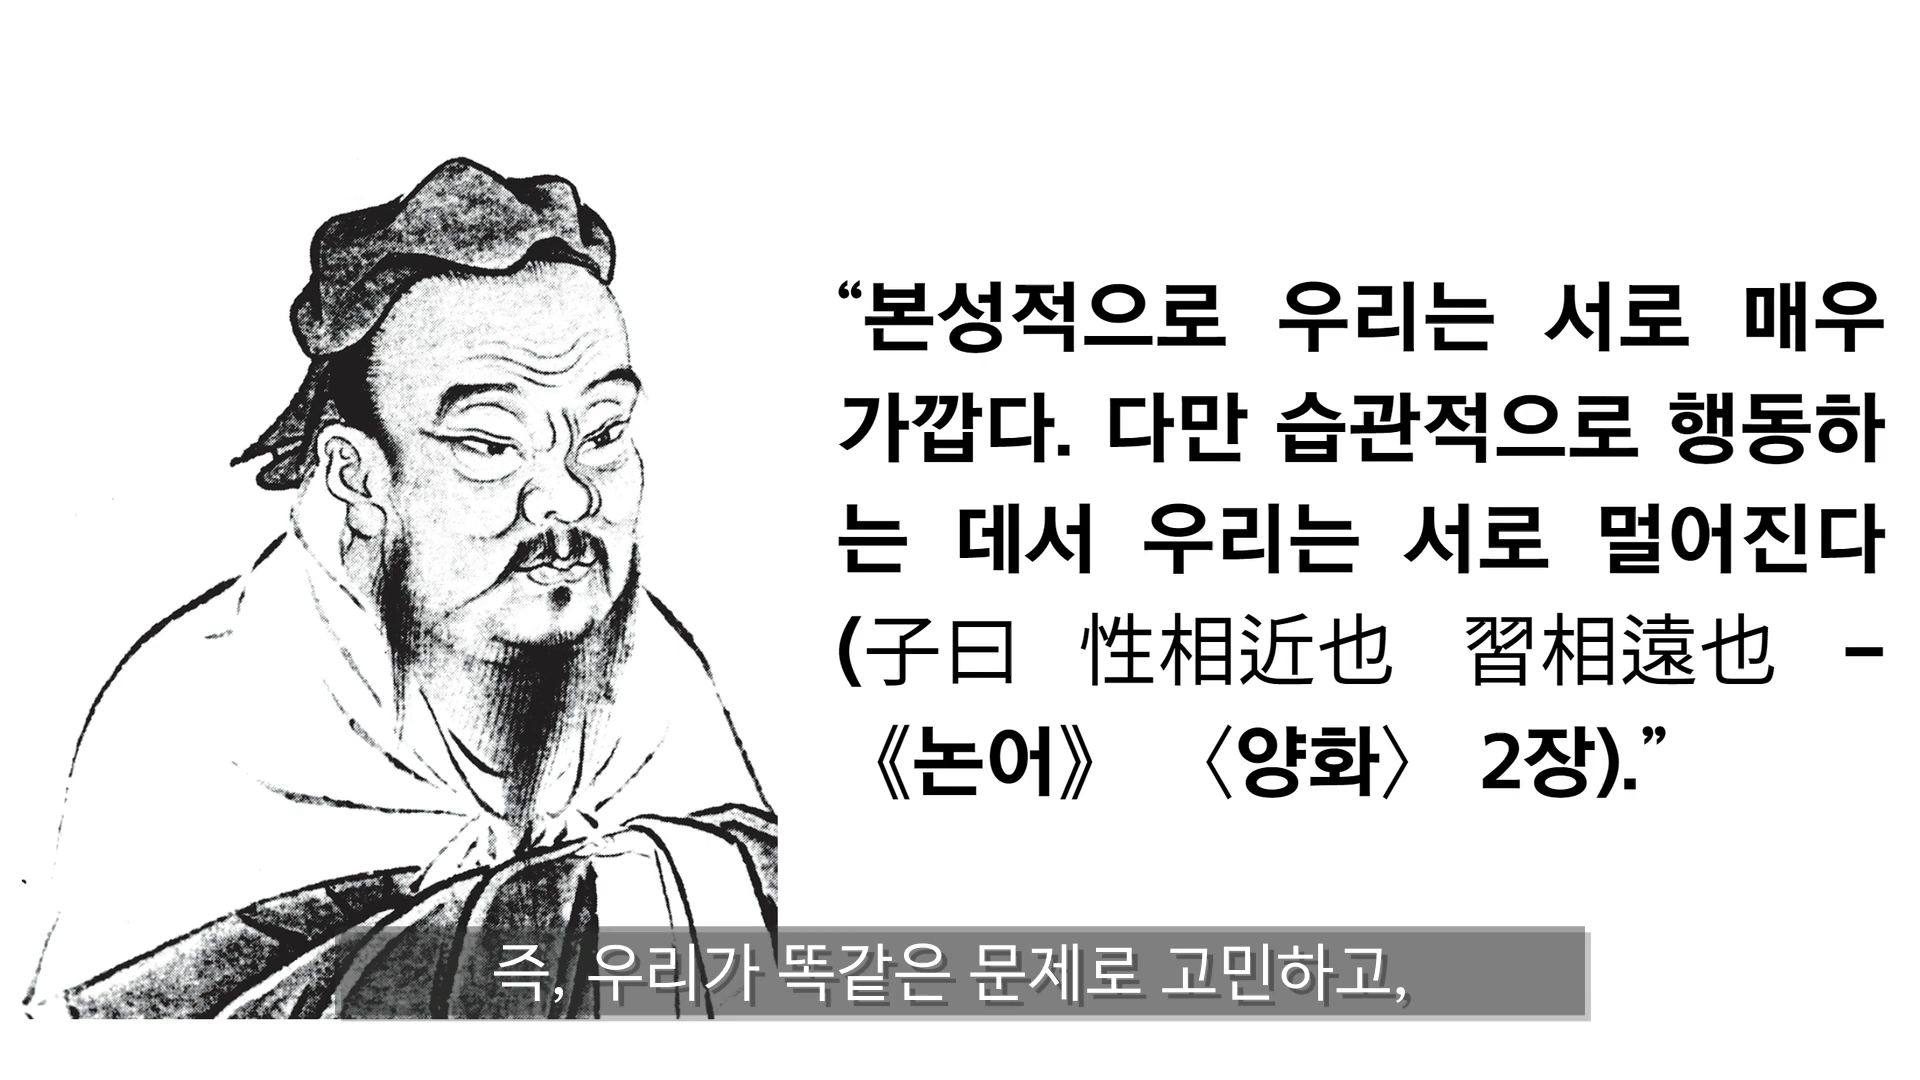 “본성적으로 우리는 서로 매우
가깝다. 다만 습관적으로 행동하
는 데서 우리는 서로 멀어진다
(子曰 性相近也 習相遠也 –
《논어》 〈양화〉 2장).”
즉, 우리가 똑같은 문제로 고민하고,